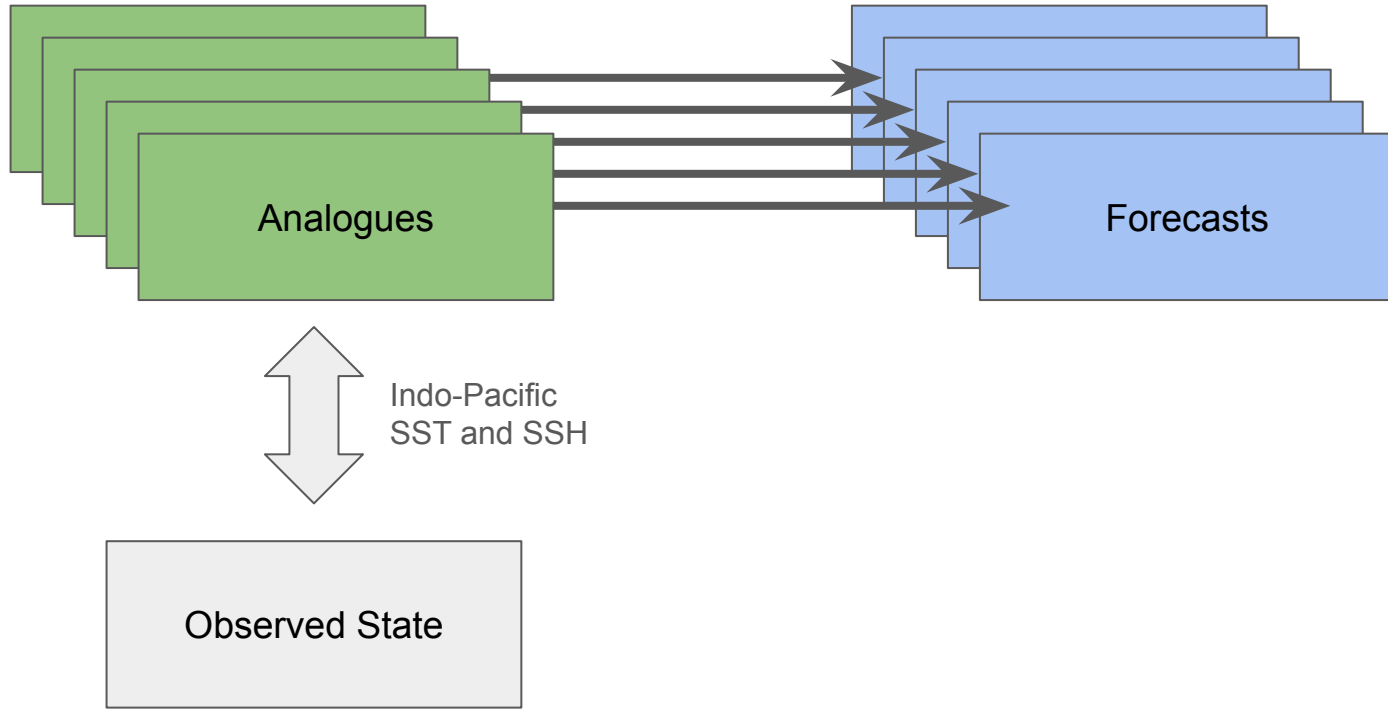 Analogues
Forecasts
Indo-Pacific
SST and SSH
Observed State